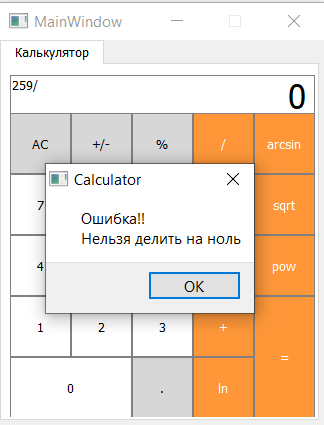 MainWindow
Калькулятор
259/
0
AC +/- % / arcsin
7 sqrt
Calculator
Ошибка!!
Нельзя делить на ноль
4 pow
OK
1 2 3 + =
0 . ln